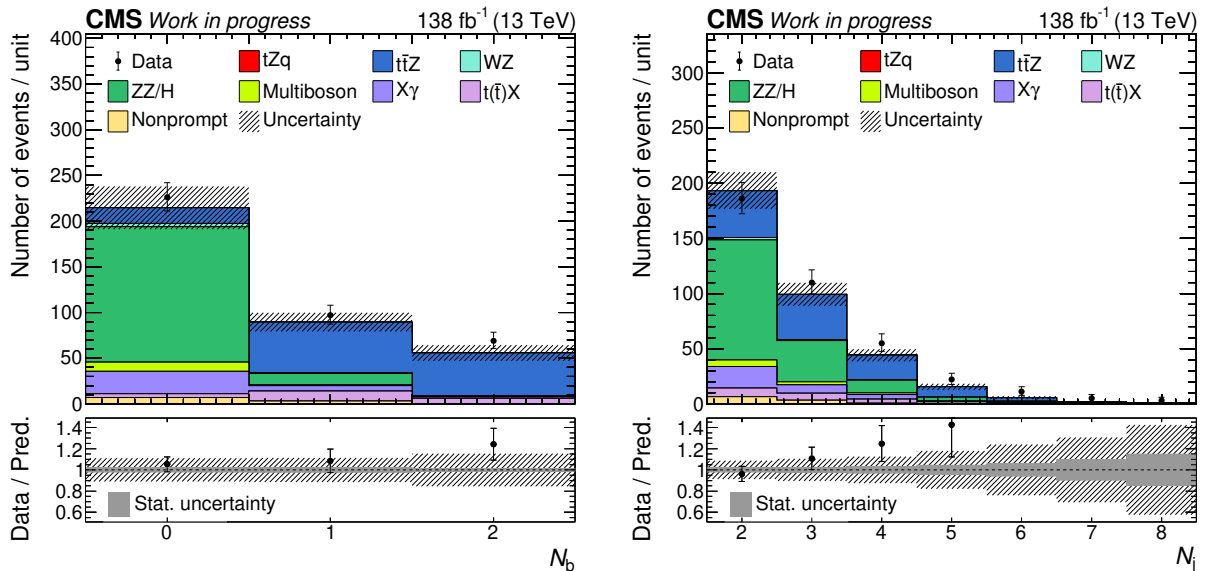 CMS Work in progress 138 fb⁻¹ (13 TeV)
Number of events / unit
400
350
300
250
200
150
100
50
0
Data tZq tt̄Z WZ
ZZ/H Multiboson Xγ t(t̄)X
Nonprompt Uncertainty
Data / Pred.
1.4
1.2
1.0
0.8
0.6
Stat. uncertainty
0 1 2
N_b
CMS Work in progress 138 fb⁻¹ (13 TeV)
Number of events / unit
300
250
200
150
100
50
0
Data tZq tt̄Z WZ
ZZ/H Multiboson Xγ t(t̄)X
Nonprompt Uncertainty
Data / Pred.
1.4
1.2
1.0
0.8
0.6
Stat. uncertainty
2 3 4 5 6 7 8
N_j